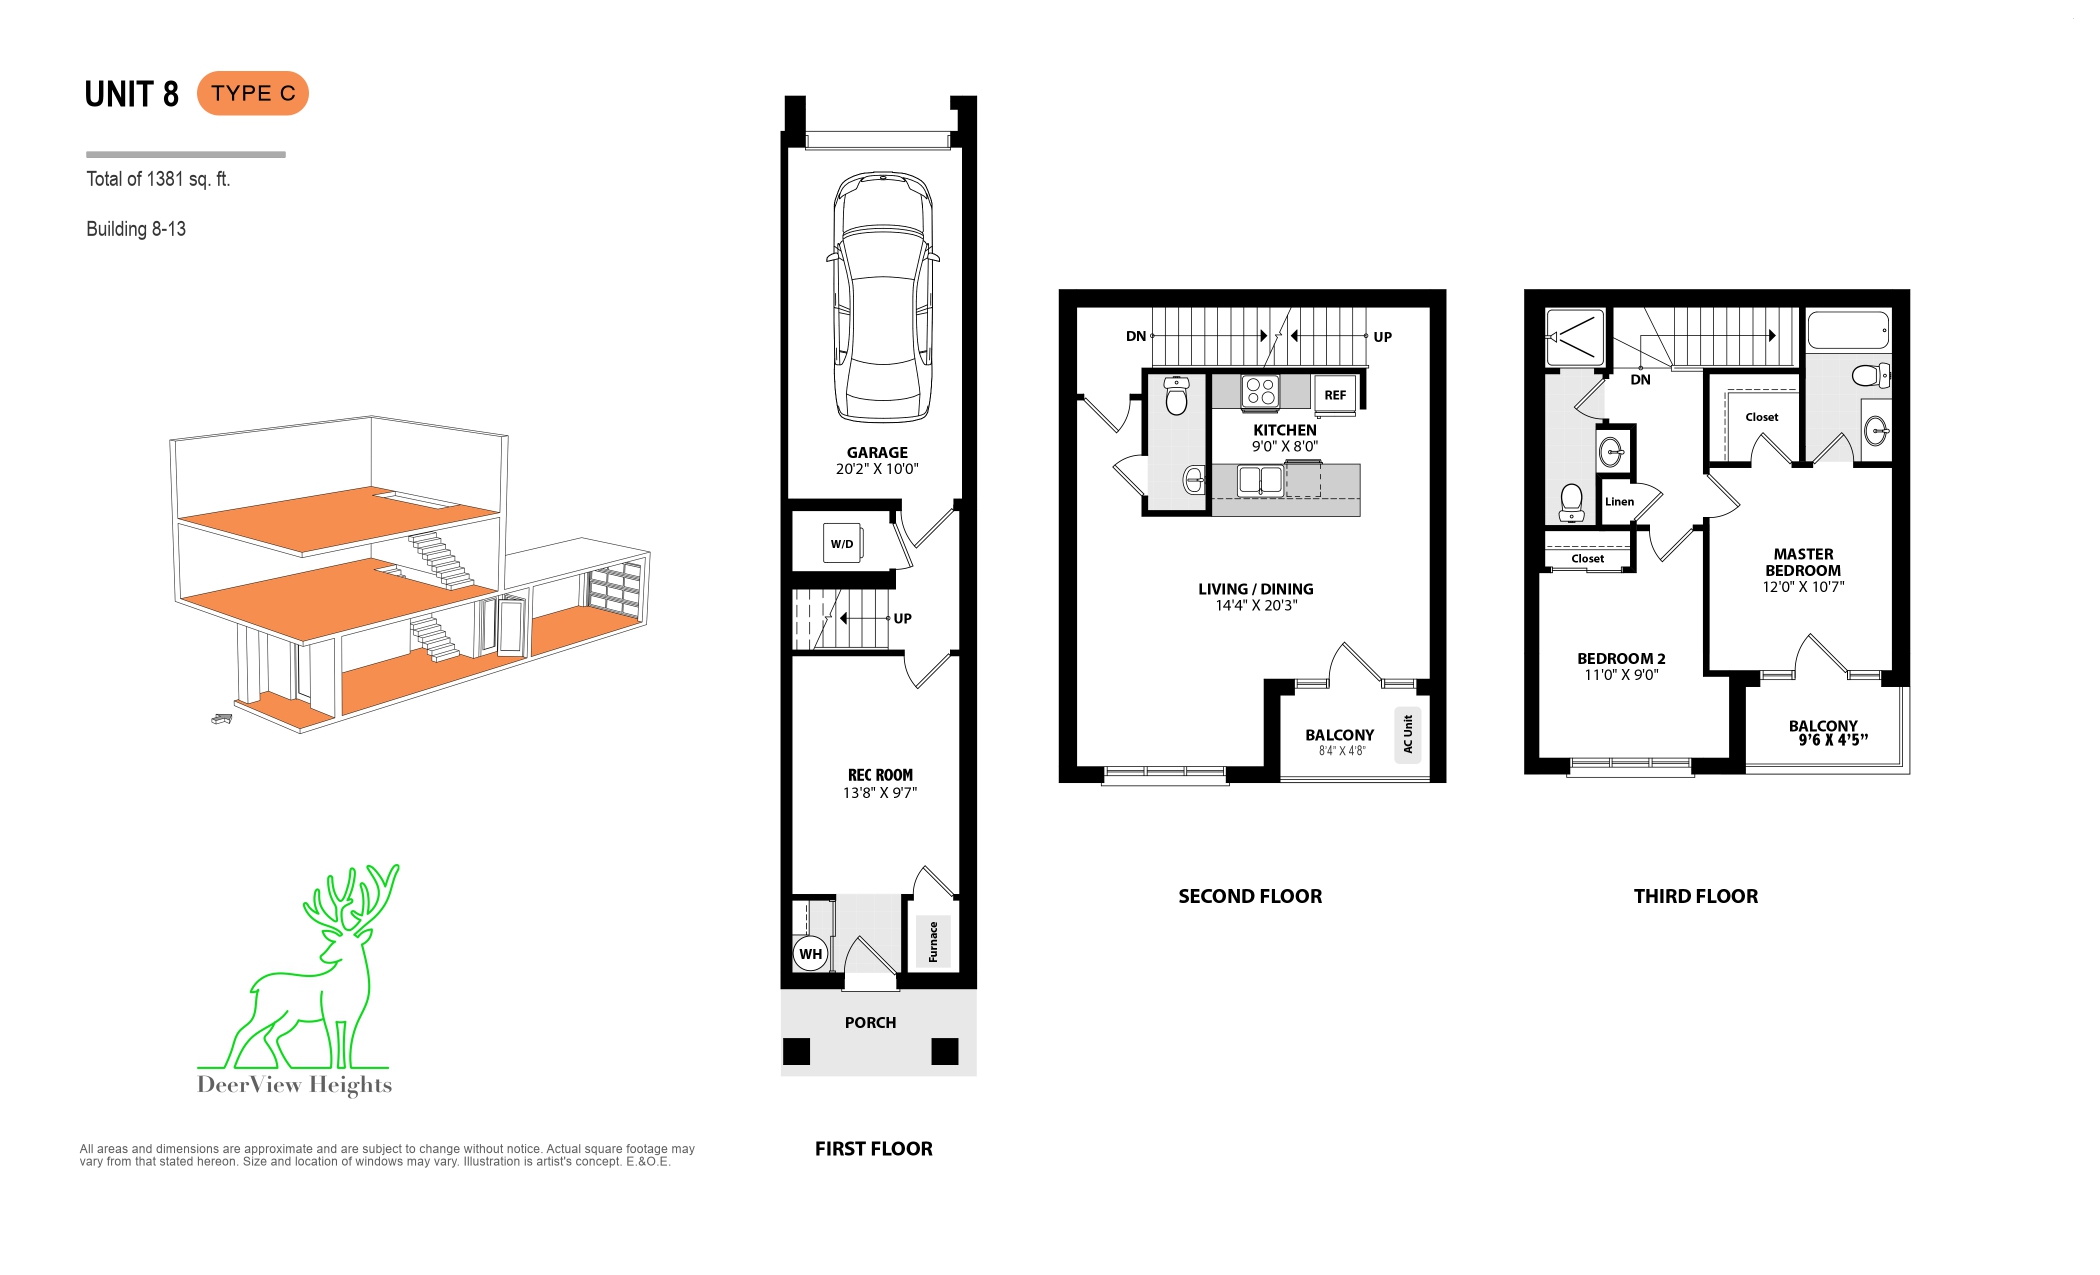 UNIT 8 TYPE C
Total of 1381 sq. ft.
Building 8-13
DeerView Heights
All areas and dimensions are approximate and are subject to change without notice. Actual square footage may
vary from that stated hereon. Size and location of windows may vary. Illustration is artist's concept. E.&O.E.
GARAGE
20'2" X 10'0"
W/D
UP
REC ROOM
13'8" X 9'7"
WH
Furnace
PORCH
FIRST FLOOR
DN
UP
REF
KITCHEN
9'0" X 8'0"
LIVING / DINING
14'4" X 20'3"
BALCONY
8'4" X 4'8"
AC Unit
SECOND FLOOR
DN
Closet
Linen
Closet
MASTER
BEDROOM
12'0" X 10'7"
BEDROOM 2
11'0" X 9'0"
BALCONY
9'6 X 4'5”
THIRD FLOOR